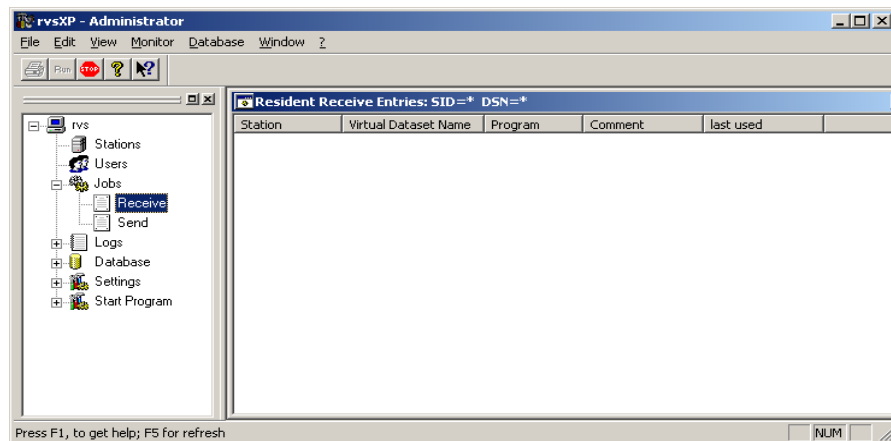 rvsXP - Administrator
File Edit View Monitor Database Window ?
Run STOP ? ?
Resident Receive Entries: SID=* DSN=*
Station Virtual Dataset Name Program Comment last used
rvs
Stations
Users
Jobs
Receive
Send
Logs
Database
Settings
Start Program
Press F1, to get help; F5 for refresh NUM